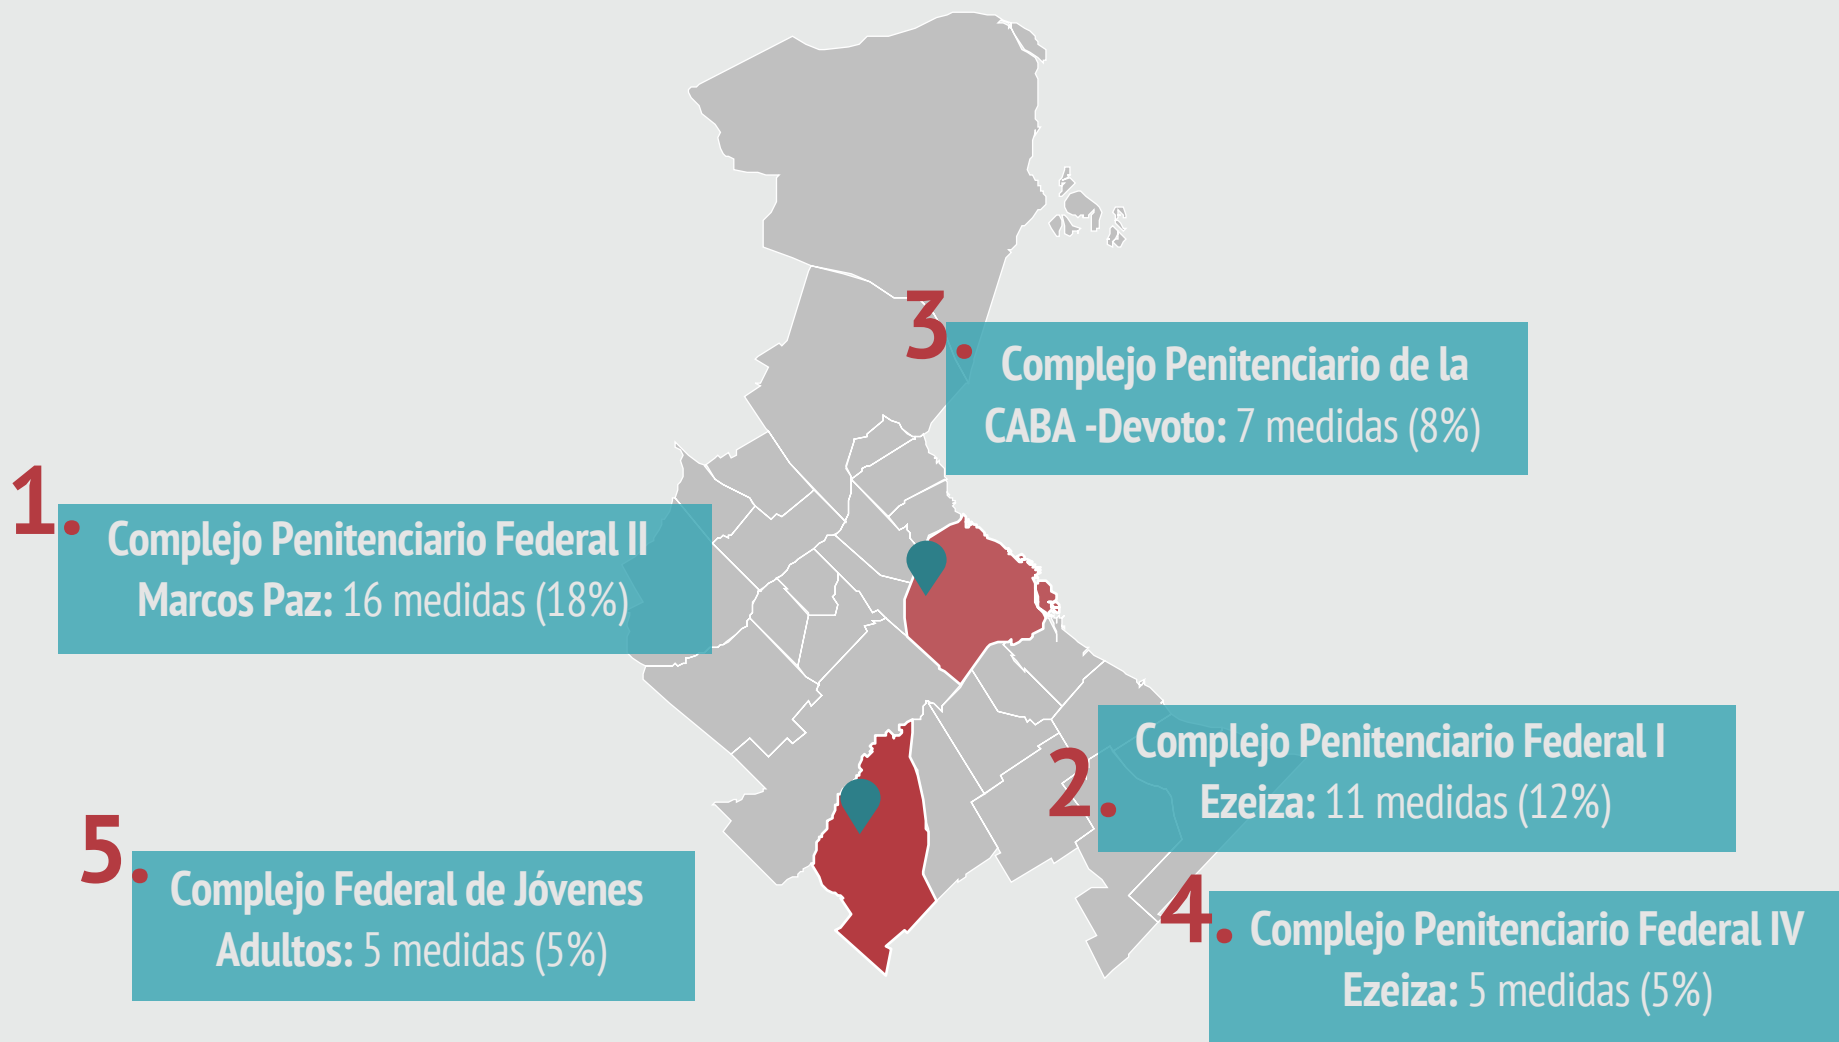 1.
Complejo Penitenciario Federal II
Marcos Paz: 16 medidas (18%)
2.
Complejo Penitenciario Federal I
Ezeiza: 11 medidas (12%)
3.
Complejo Penitenciario de la
CABA -Devoto: 7 medidas (8%)
4.
Complejo Penitenciario Federal IV
Ezeiza: 5 medidas (5%)
5.
Complejo Federal de Jóvenes
Adultos: 5 medidas (5%)